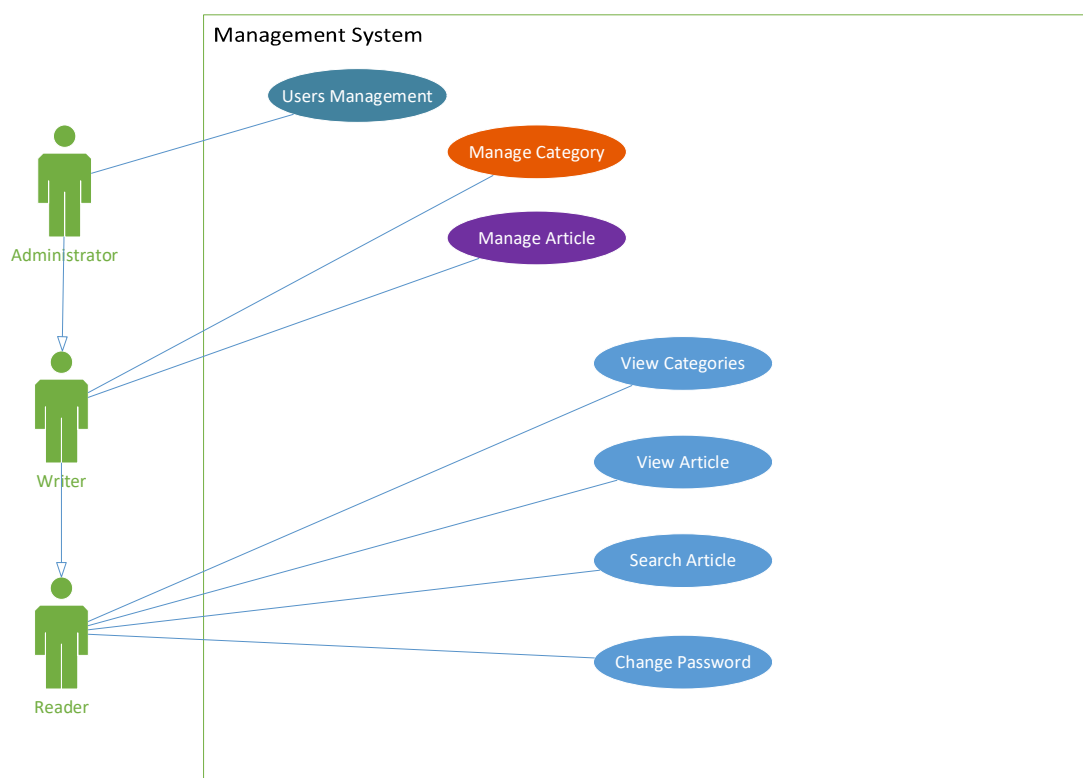 Management System
Users Management
Manage Category
Manage Article
Administrator
View Categories
View Article
Writer
Search Article
Change Password
Reader